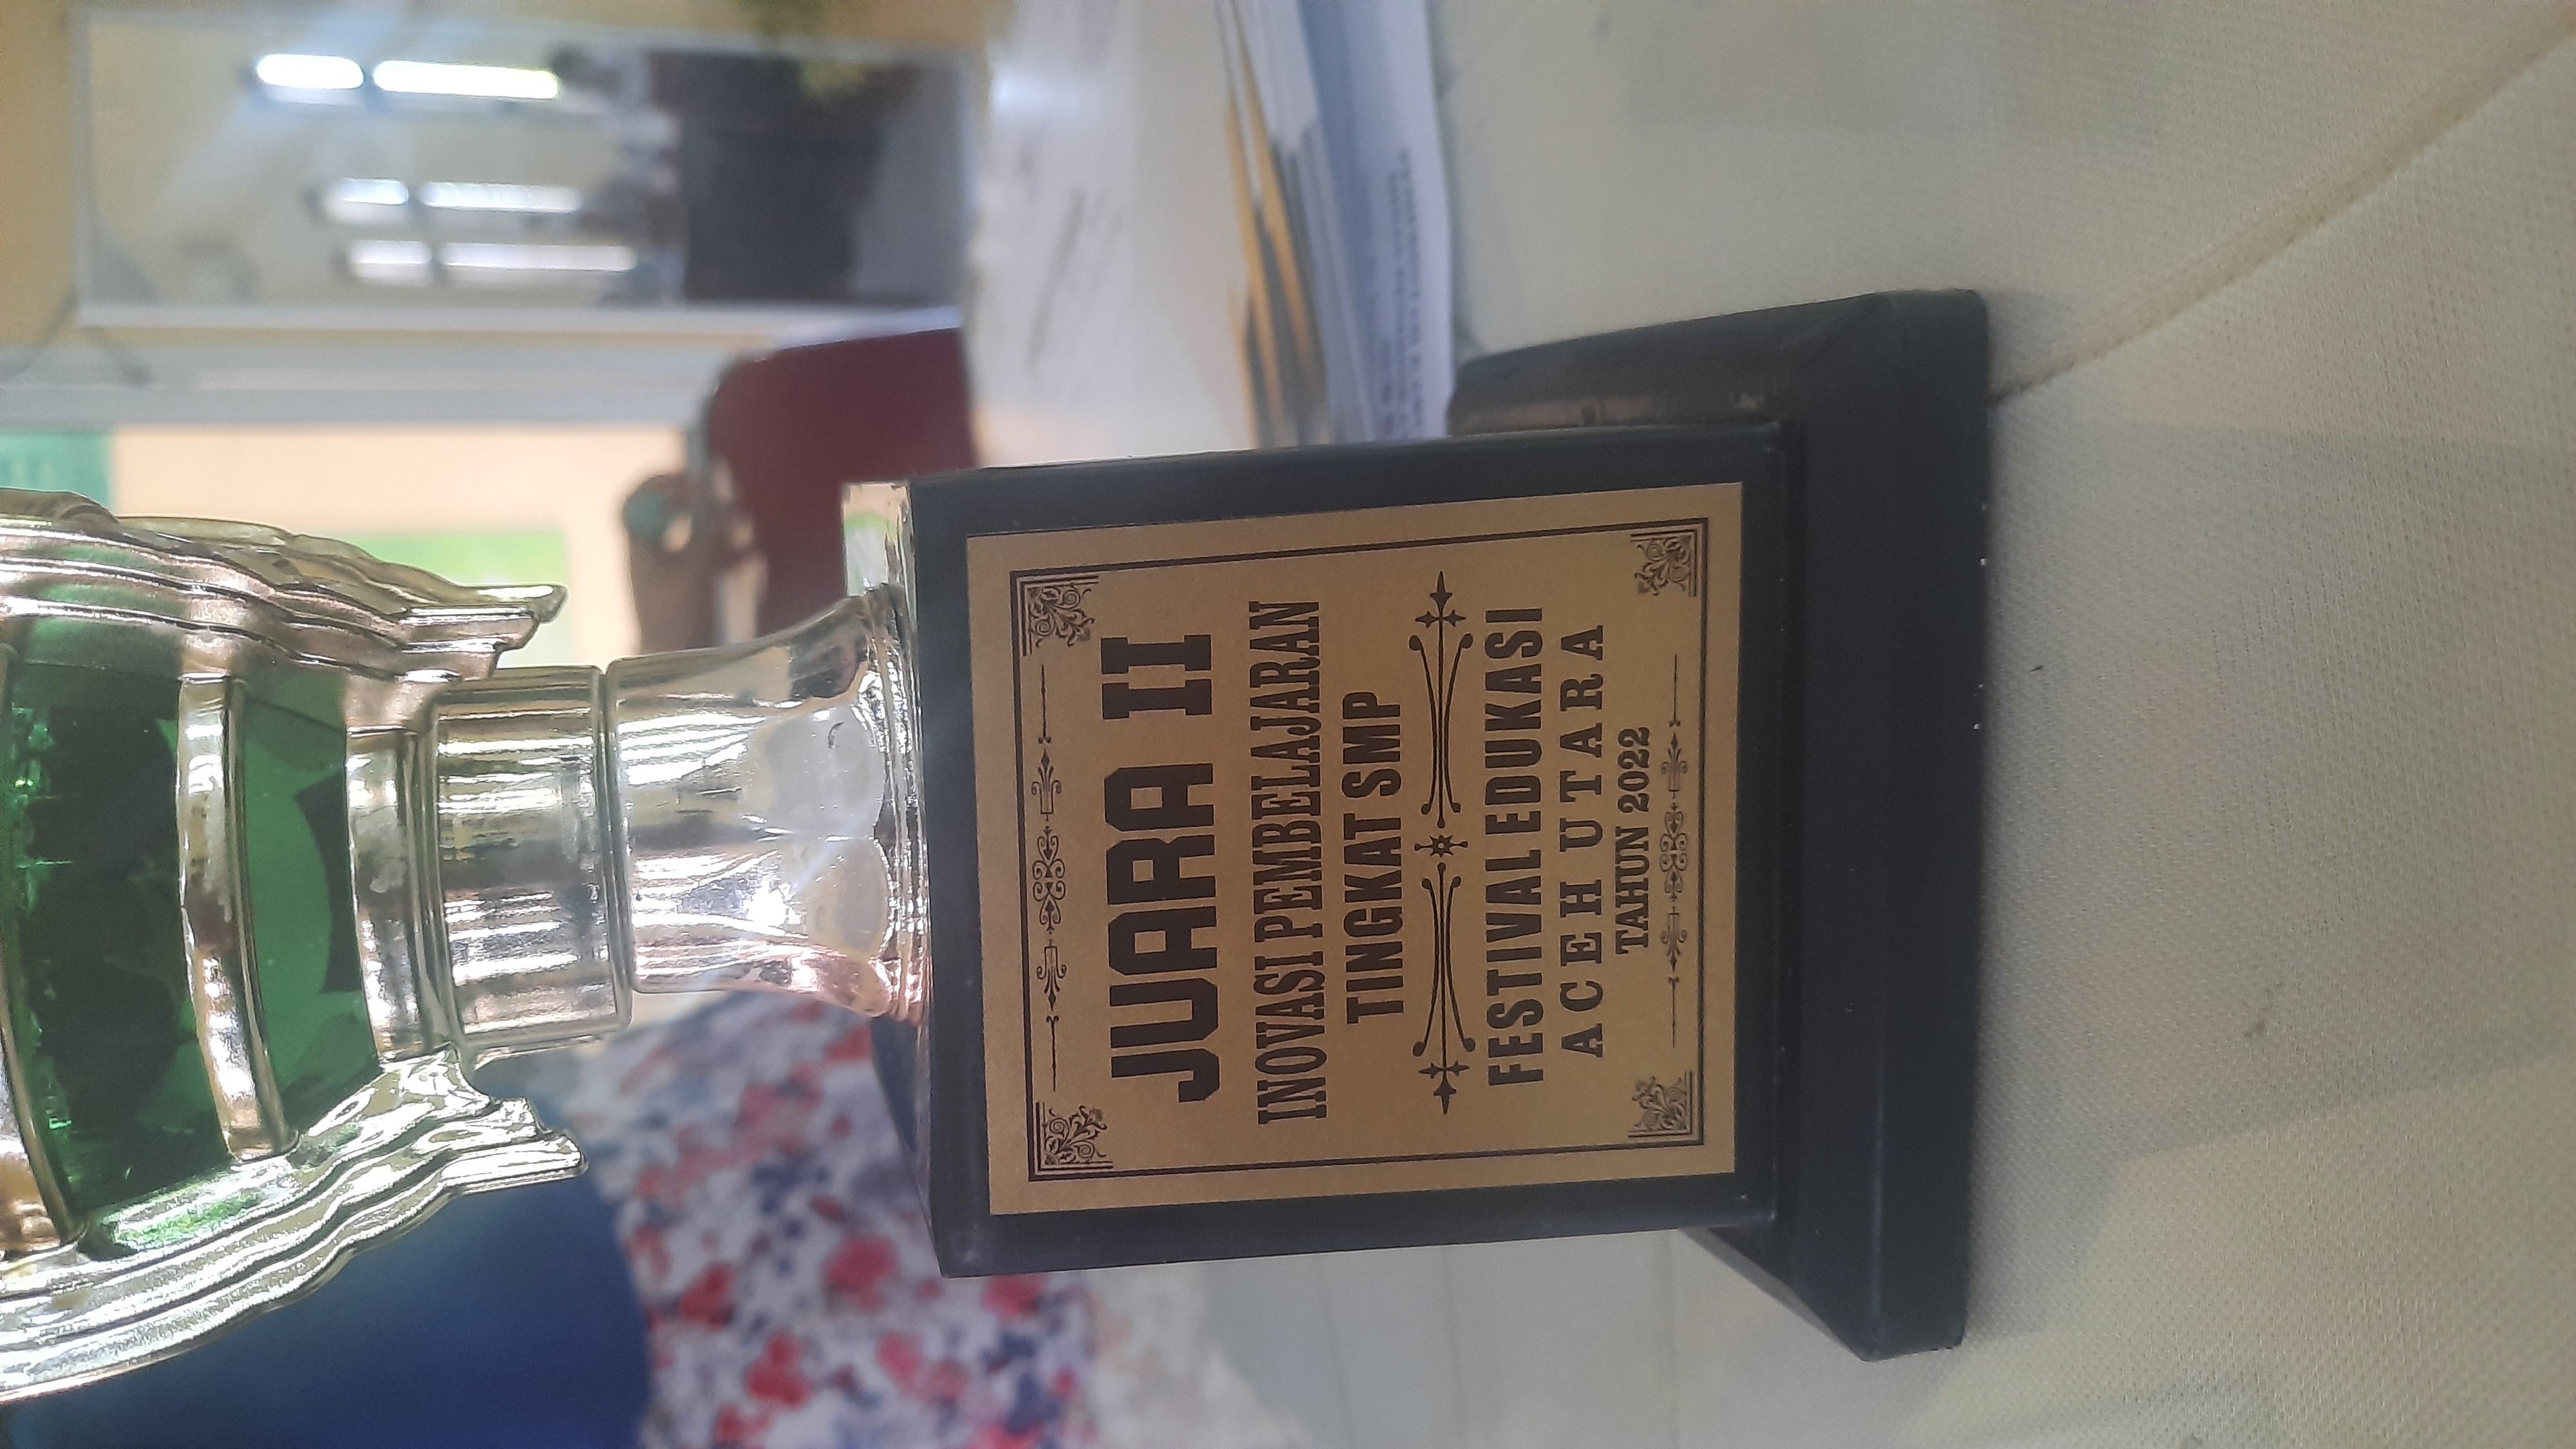 JUARA II
INOVASI PEMBELAJARAN
TINGKAT SMP
FESTIVAL EDUKASI
ACEH UTARA
TAHUN 2022